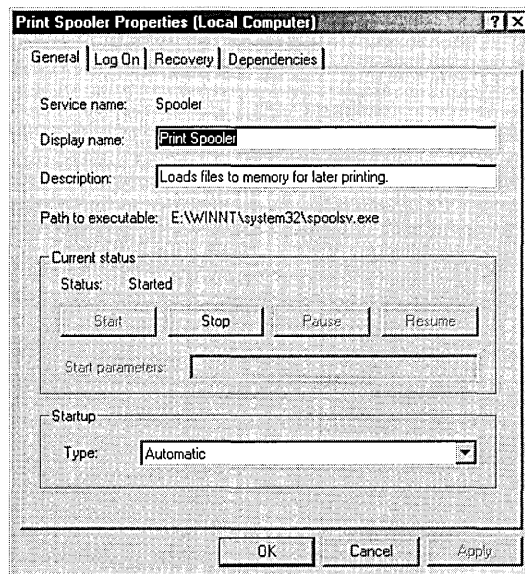 Print Spooler Properties (Local Computer) ? X
General Log On Recovery Dependencies
Service name: Spooler
Display name: Print Spooler
Description: Loads files to memory for later printing.
Path to executable: E:\WINNT\system32\spoolsv.exe
Current status
Status: Started
Start Stop Pause Resume
Start parameters:
Startup
Type: Automatic
OK Cancel Apply